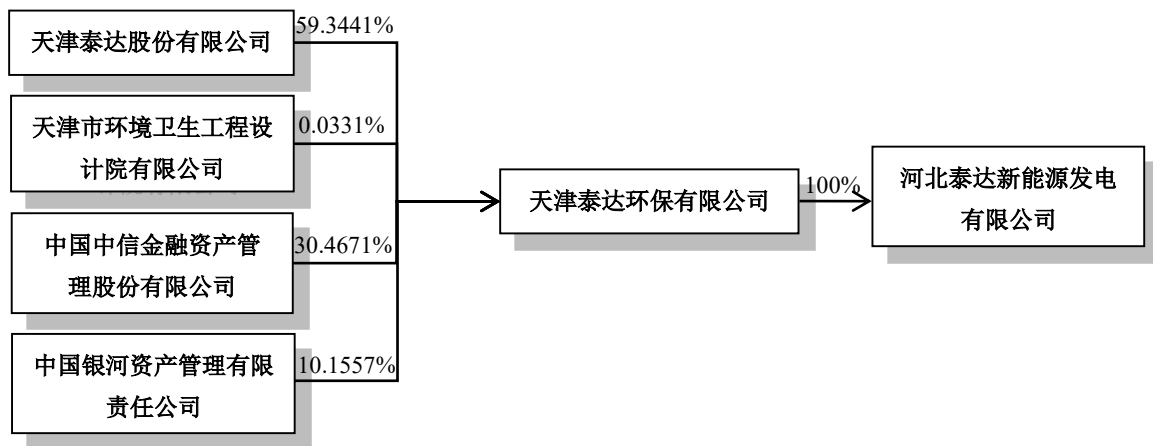 天津泰达股份有限公司
59.3441%
天津市环境卫生工程设
计院有限公司
0.0331%
中国中信金融资产管
理股份有限公司
30.4671%
中国银河资产管理有限
责任公司
10.1557%
天津泰达环保有限公司
100%
河北泰达新能源发电
有限公司